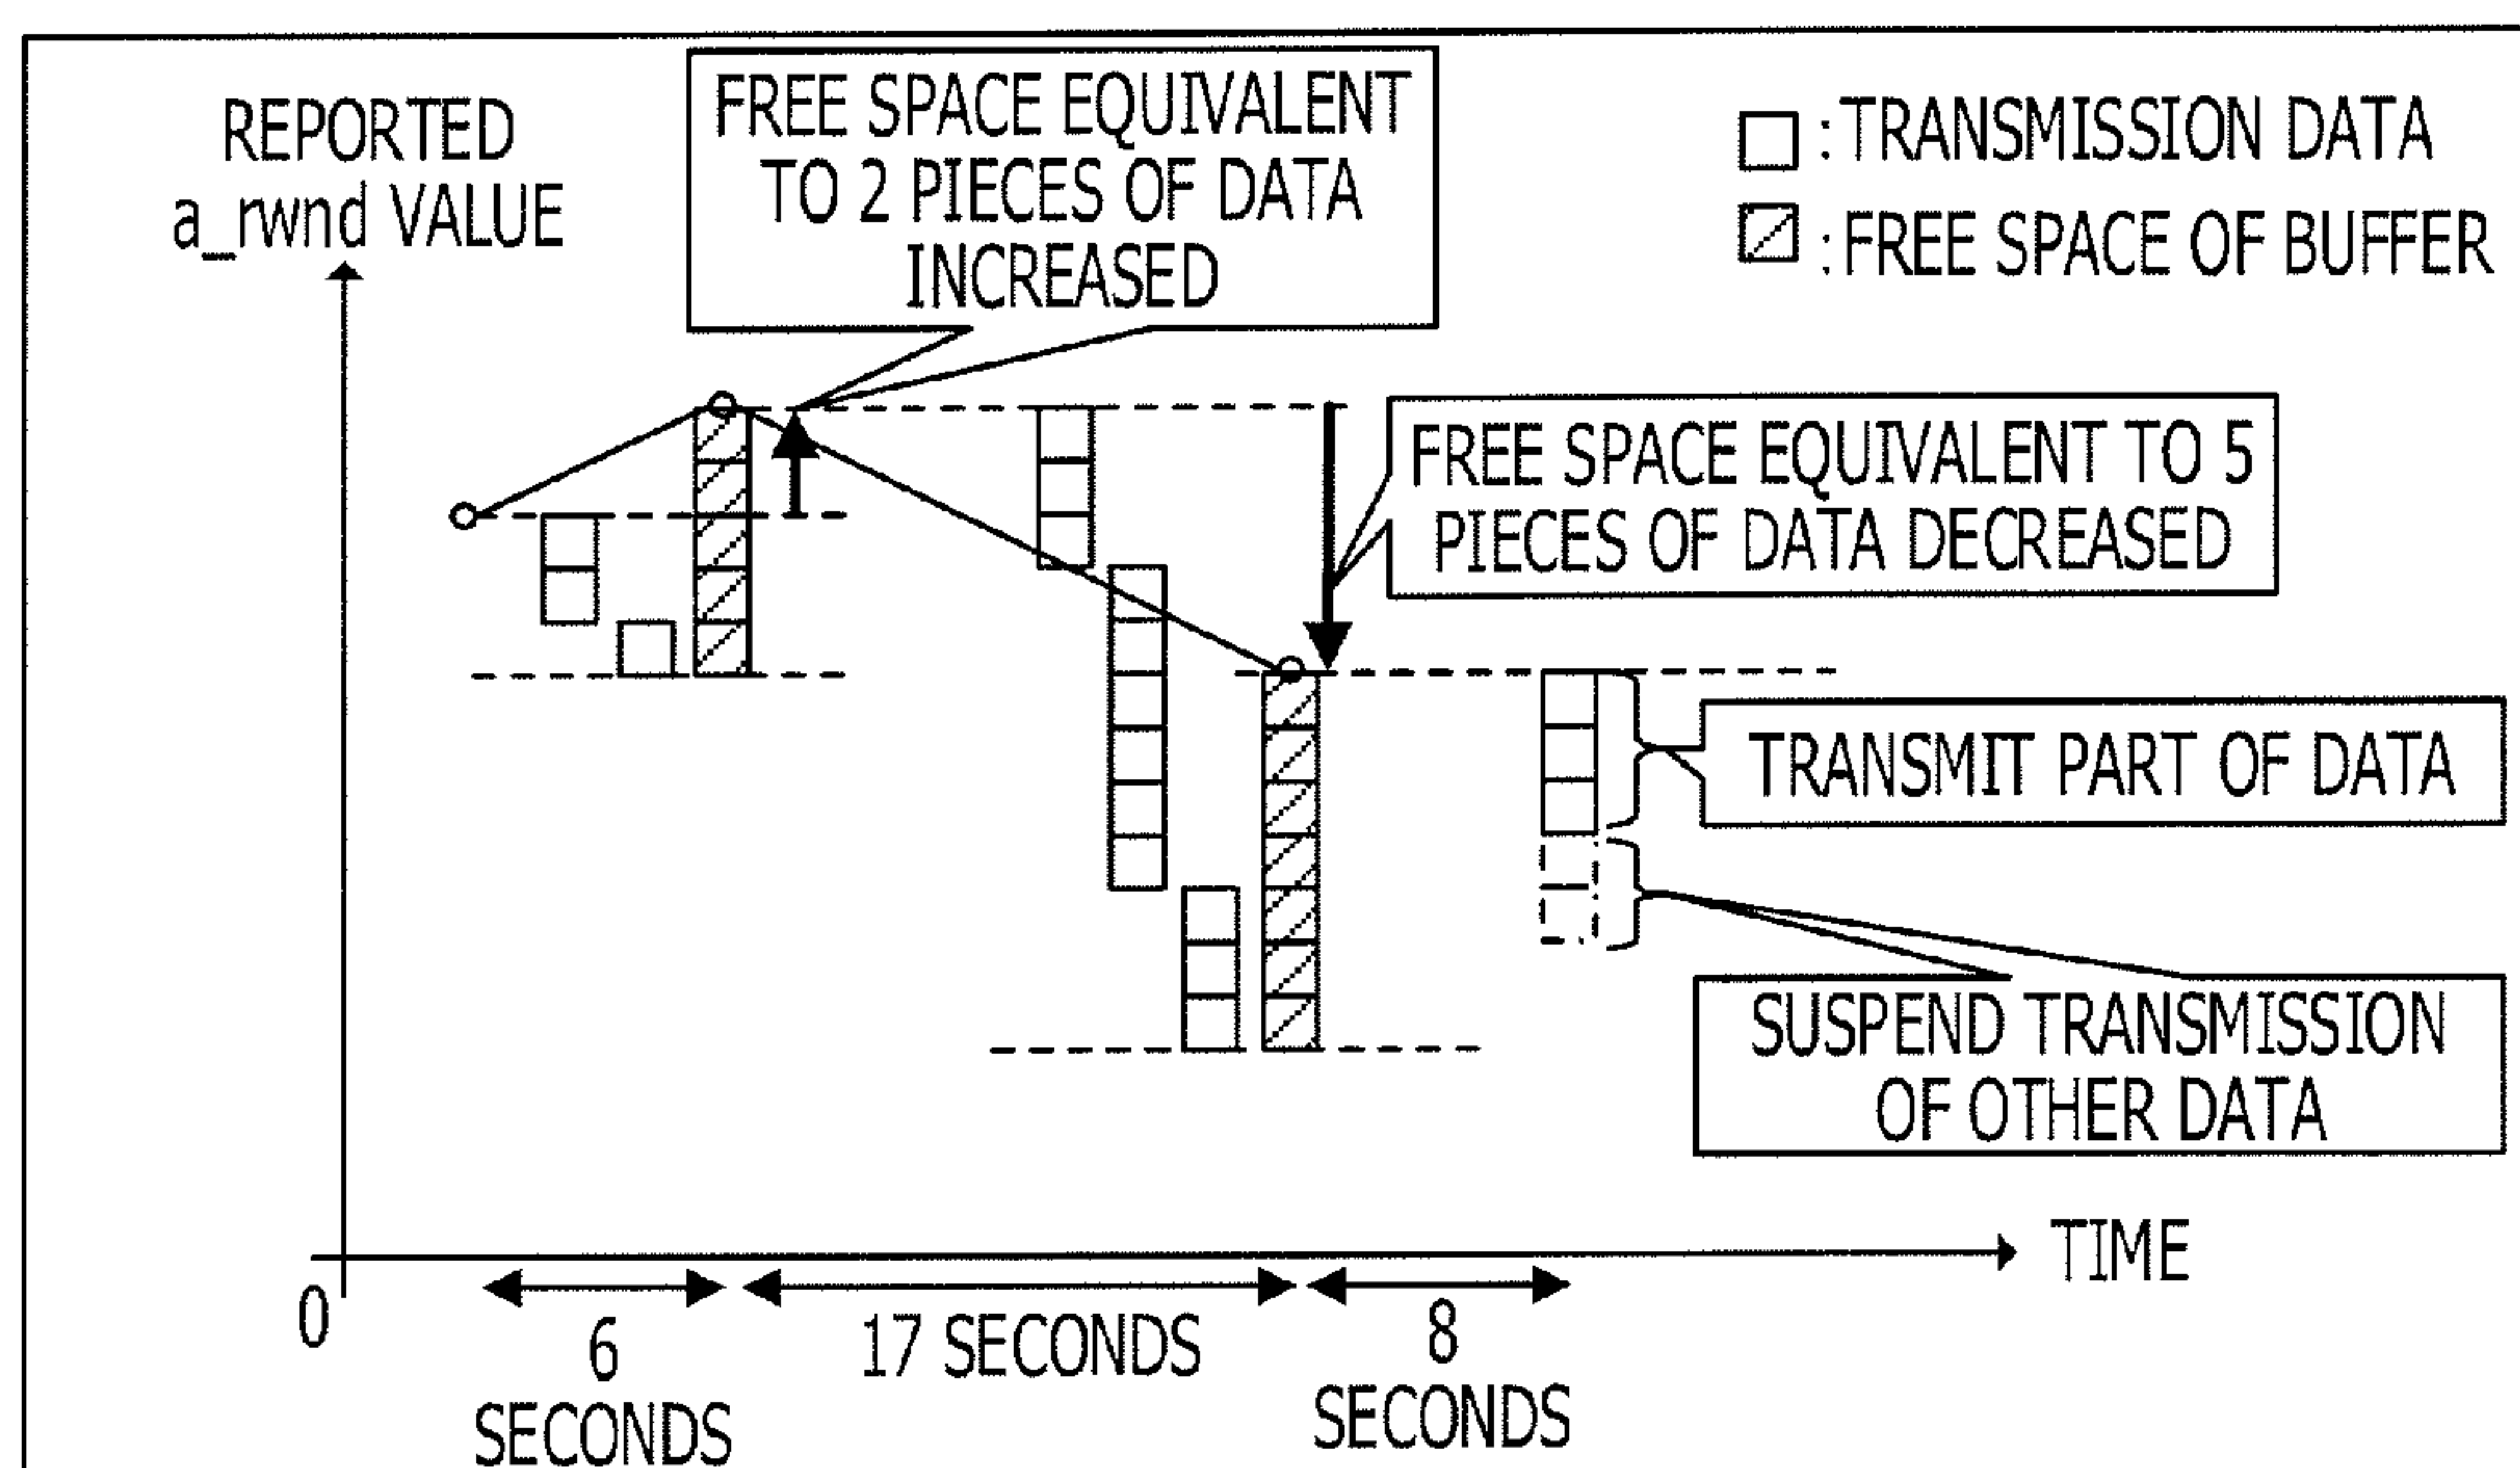 REPORTED
a_rwnd VALUE
FREE SPACE EQUIVALENT
TO 2 PIECES OF DATA
INCREASED
:TRANSMISSION DATA
:FREE SPACE OF BUFFER
FREE SPACE EQUIVALENT TO 5
PIECES OF DATA DECREASED
TRANSMIT PART OF DATA
SUSPEND TRANSMISSION
OF OTHER DATA
TIME
0
6
SECONDS
17 SECONDS
8
SECONDS